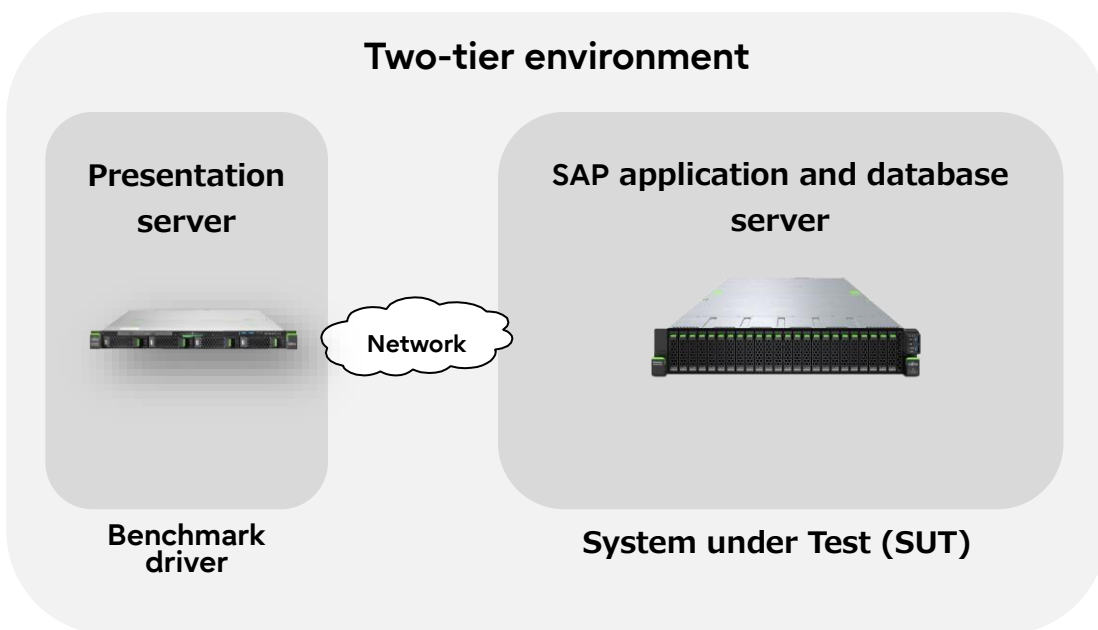 Two-tier environment
Presentation
server
SAP application and database
server
Network
Benchmark
driver
System under Test (SUT)